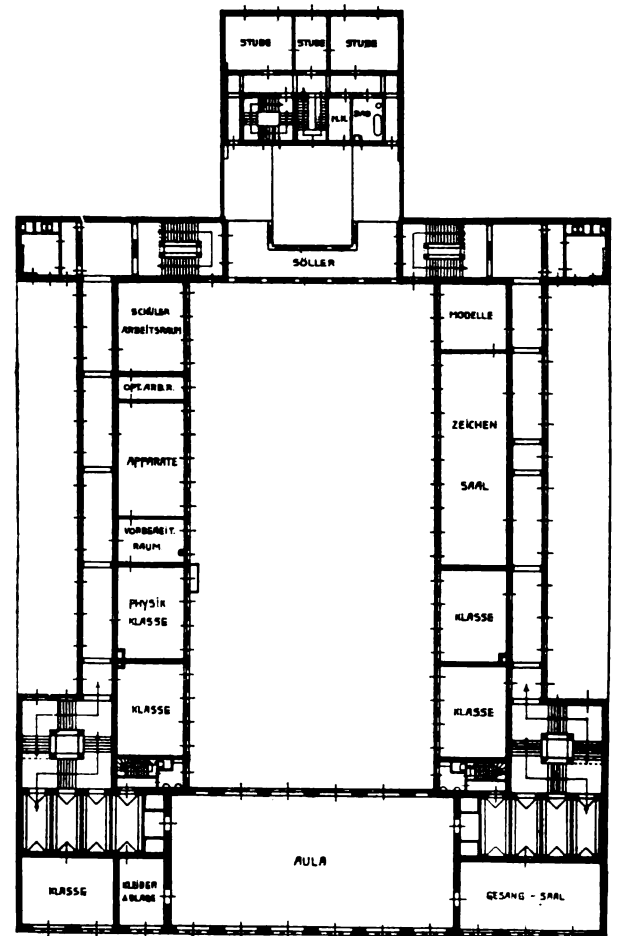 STUBE STUBE STUBE
M.K. BAD
SÖLLER
SCHÜLER
ARBEITSRAUM
MODELLE
OPT. ARB.R.
ZEICHEN
SAAL
APPARATE
VORBEREIT.
RAUM
PHYSIK
KLASSE
KLASSE
KLASSE
KLASSE
AULA
KLASSE
KLEIDER
ABLAGE
GESANG - SAAL